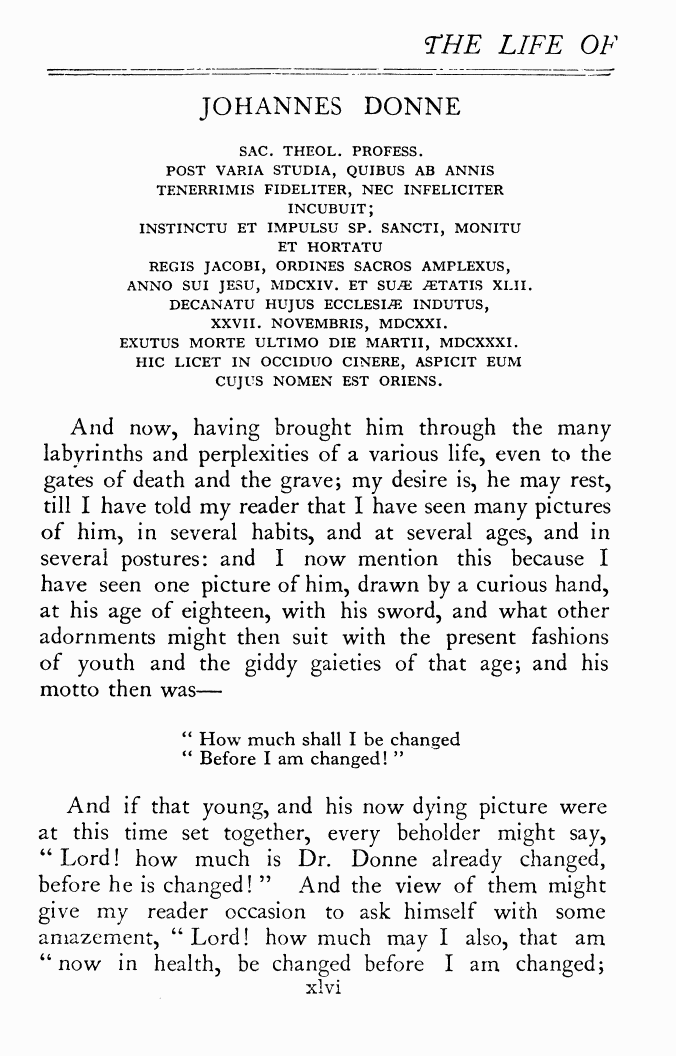 THE LIFE OF
JOHANNES DONNE
SAC. THEOL. PROFESS.
POST VARIA STUDIA, QUIBUS AB ANNIS
TENERRIMIS FIDELITER, NEC INFELICITER
INCUBUIT;
INSTINCTU ET IMPULSU SP. SANCTI, MONITU
ET HORTATU
REGIS JACOBI, ORDINES SACROS AMPLEXUS,
ANNO SUI JESU, MDCXIV. ET SUÆ ÆTATIS XLII.
DECANATU HUJUS ECCLESIÆ INDUTUS,
XXVII. NOVEMBRIS, MDCXXI.
EXUTUS MORTE ULTIMO DIE MARTII, MDCXXXI.
HIC LICET IN OCCIDUO CINERE, ASPICIT EUM
CUJUS NOMEN EST ORIENS.
And now, having brought him through the many
labyrinths and perplexities of a various life, even to the
gates of death and the grave; my desire is, he may rest,
till I have told my reader that I have seen many pictures
of him, in several habits, and at several ages, and in
several postures: and I now mention this because I
have seen one picture of him, drawn by a curious hand,
at his age of eighteen, with his sword, and what other
adornments might then suit with the present fashions
of youth and the giddy gaieties of that age; and his
motto then was—
“ How much shall I be changed
“ Before I am changed! ”
And if that young, and his now dying picture were
at this time set together, every beholder might say,
“ Lord! how much is Dr. Donne already changed,
before he is changed! ” And the view of them might
give my reader occasion to ask himself with some
amazement, “ Lord! how much may I also, that am
“ now in health, be changed before I am changed;
xlvi